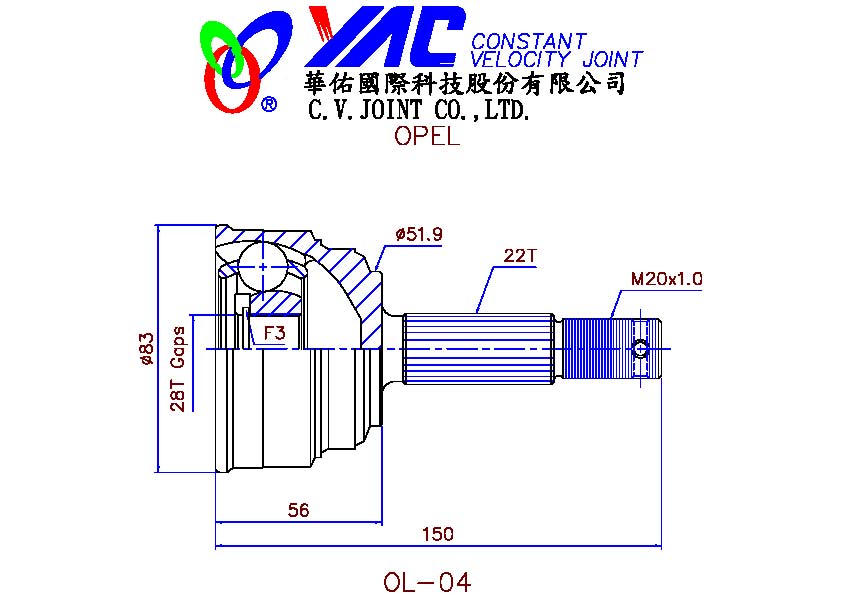 YAC CONSTANT
VELOCITY JOINT
®
華佑國際科技股份有限公司
C.V.JOINT CO.,LTD.
OPEL
ø51.9
22T
M20x1.0
F3
ø83
28T Gaps
56
150
OL-04